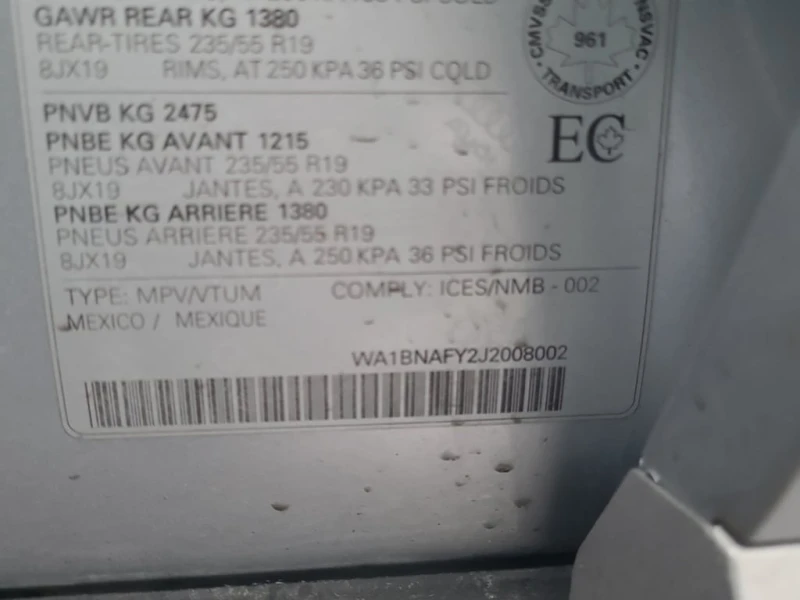 GAWR REAR KG 1380
REAR-TIRES 235/55 R19
8JX19 RIMS, AT 250 KPA 36 PSI COLD
961
TRANSPORT
PNVB KG 2475
PNBE KG AVANT 1215
PNEUS AVANT 235/55 R19
8JX19 JANTES, A 230 KPA 33 PSI FROIDS
PNBE KG ARRIERE 1380
PNEUS ARRIERE 235/55 R19
8JX19 JANTES, A 250 KPA 36 PSI FROIDS
EC
TYPE: MPV/VTUM COMPLY: ICES/NMB - 002
MEXICO / MEXIQUE
WA1BNAFY2J2008002